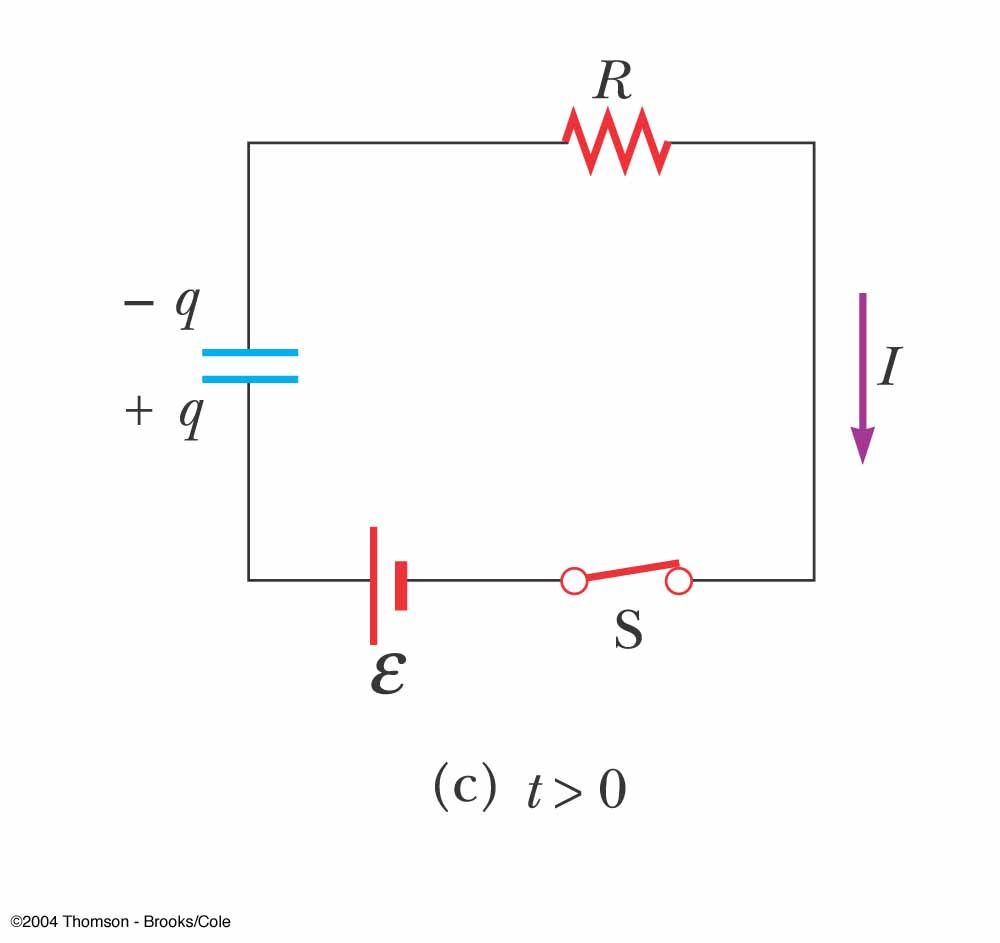 R
− q
+ q
I
S
ε
(c) t > 0
©2004 Thomson - Brooks/Cole